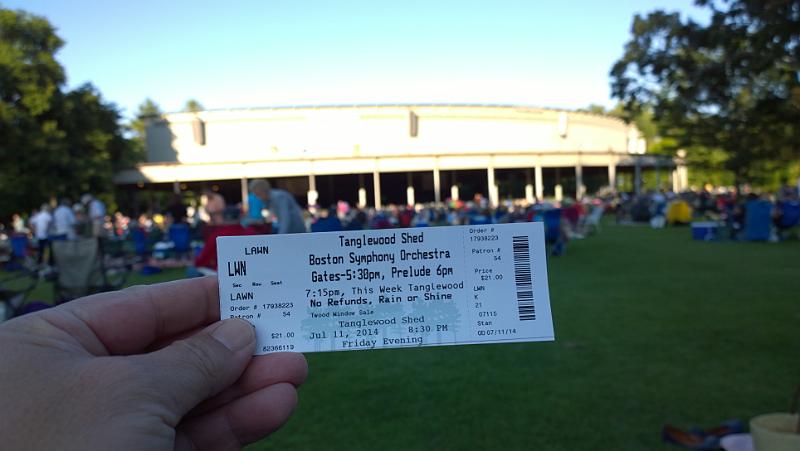 LAWN
LWN
Sec Row Seat
LAWN
Order # 17938223
Patron # 54
$21.00
82366119
Tanglewood Shed
Boston Symphony Orchestra
Gates-5:30pm, Prelude 6pm
7:15pm, This Week Tanglewood
No Refunds, Rain or Shine
Twood Window Sale
Tanglewood Shed
Jul 11, 2014 8:30 PM
Friday Evening
Order #
17938223
Patron #
54
Price
$21.00
LWN
K
21
07115
Stan
07/11/14